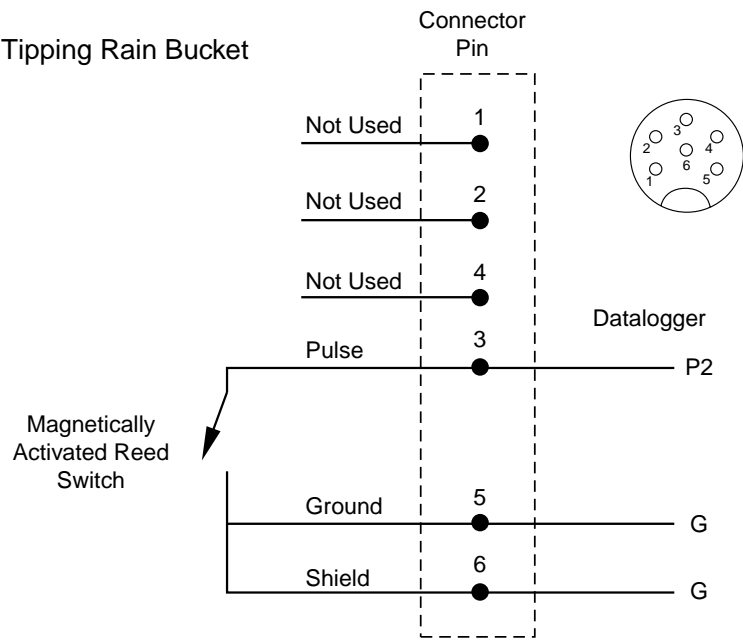 Tipping Rain Bucket
Connector
Pin
Not Used
1
Not Used
2
Not Used
4
Pulse
3
Datalogger
P2
Magnetically
Activated Reed
Switch
Ground
5
G
Shield
6
G
3
2
4
6
1
5